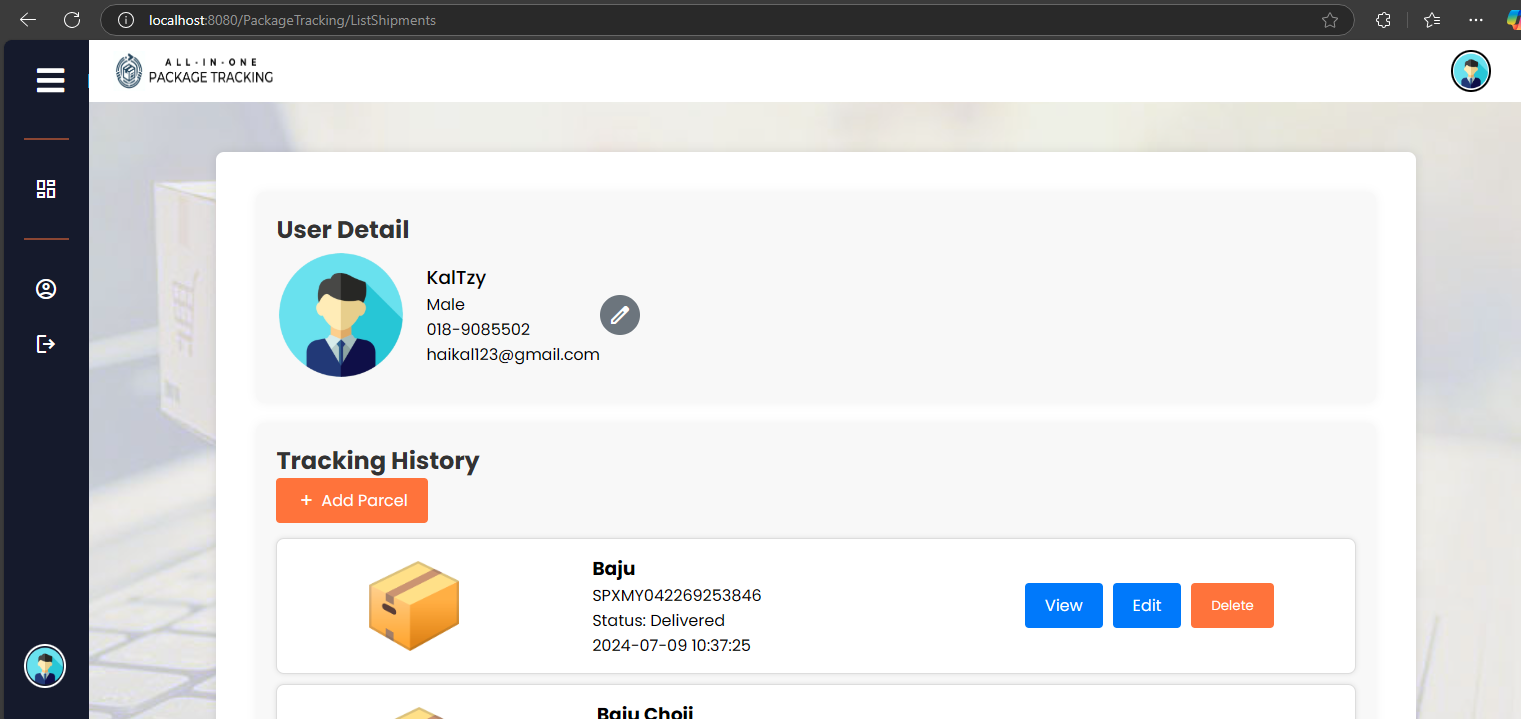 localhost:8080/PackageTracking/ListShipments
ALL-IN-ONE
PACKAGE TRACKING
User Detail
KalTzy
Male
018-9085502
haikal123@gmail.com
Tracking History
+ Add Parcel
Baju
SPXMY042269253846
Status: Delivered
2024-07-09 10:37:25
View
Edit
Delete
Baju Choii